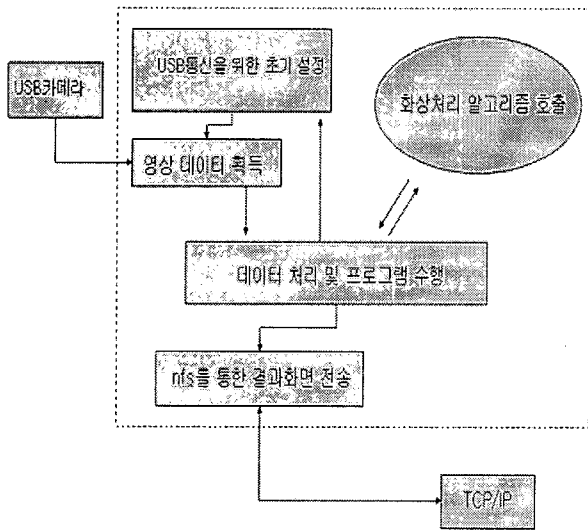 USB통신을 위한 초기 설정
USB카메라
화상처리 알고리즘 호출
영상 데이터 획득
데이터 처리 및 프로그램 수행
nfs를 통한 결과화면 전송
TCP/IP